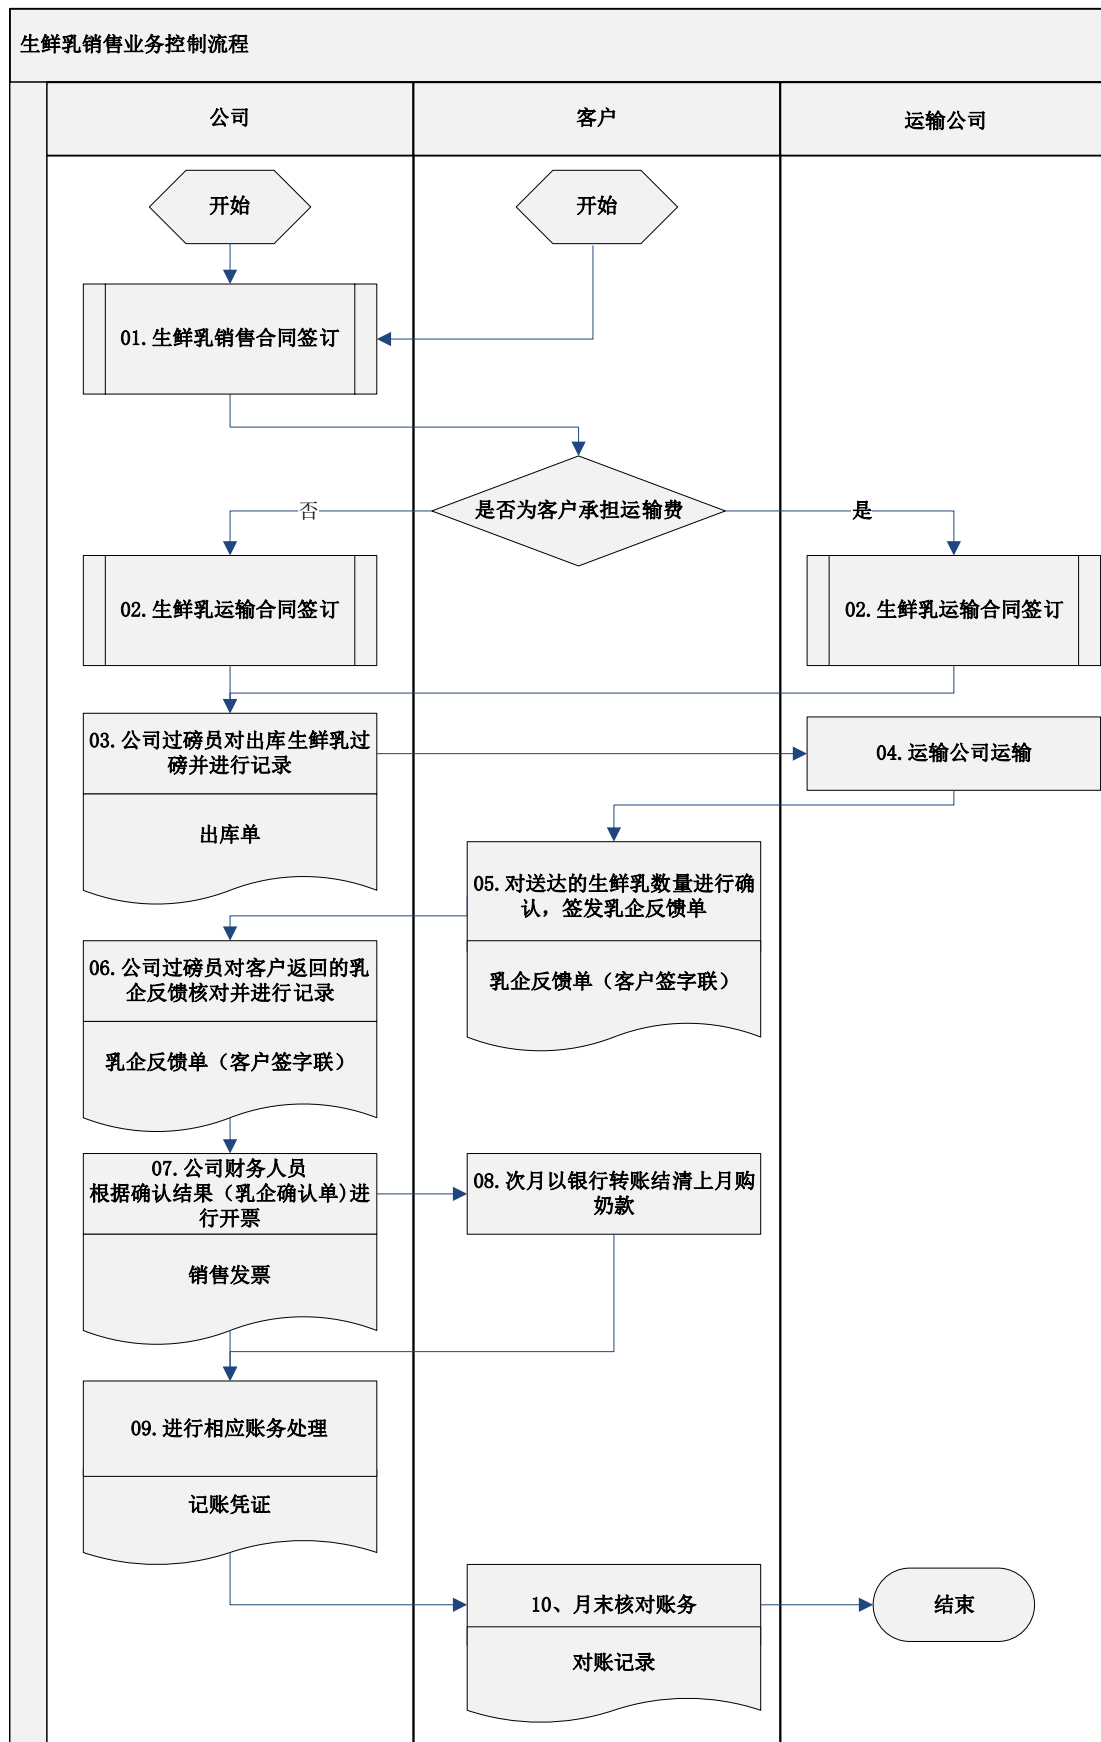 生鲜乳销售业务控制流程
公司
客户
运输公司
开始
开始
01.生鲜乳销售合同签订
是否为客户承担运输费
否
是
02.生鲜乳运输合同签订
02.生鲜乳运输合同签订
03.公司过磅员对出库生鲜乳过
磅并进行记录
04.运输公司运输
出库单
05.对送达的生鲜乳数量进行确
认，签发乳企反馈单
06.公司过磅员对客户返回的乳
企反馈核对并进行记录
乳企反馈单（客户签字联）
乳企反馈单（客户签字联）
07.公司财务人员
根据确认结果（乳企确认单)进
行开票
08.次月以银行转账结清上月购
奶款
销售发票
09.进行相应账务处理
记账凭证
10、月末核对账务
结束
对账记录